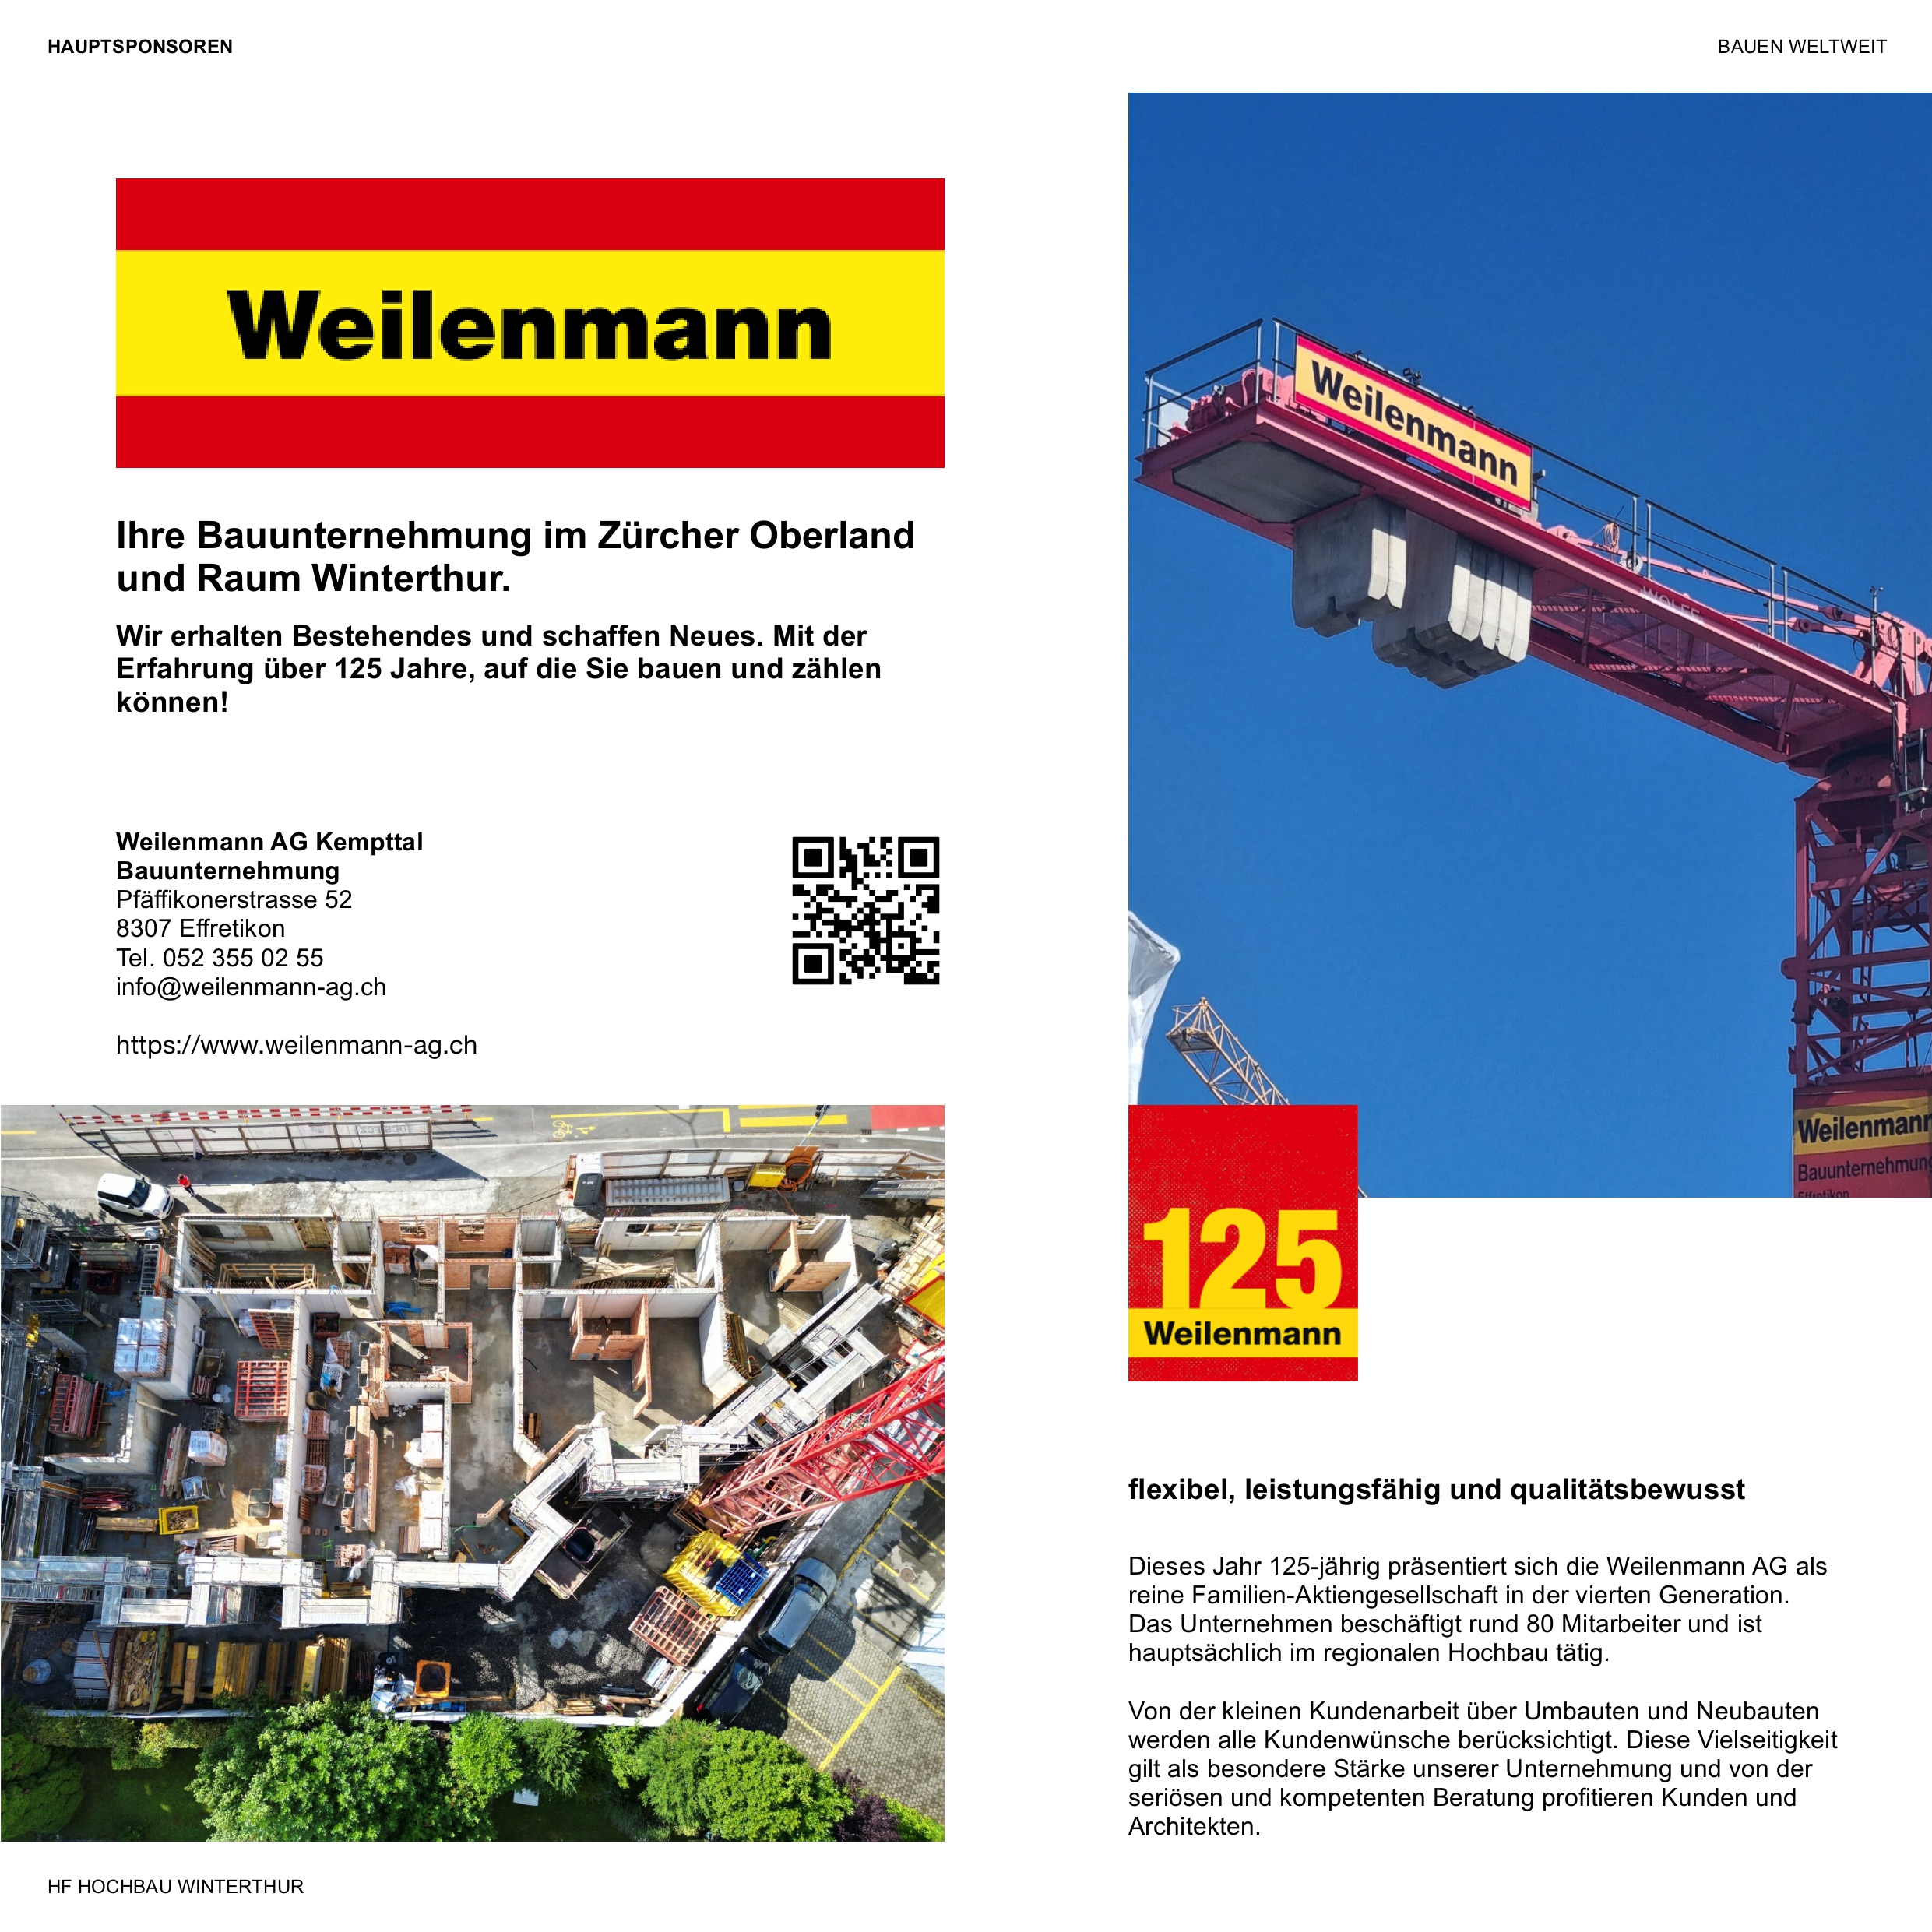 HAUPTSPONSOREN
BAUEN WELTWEIT
Weilenmann
Ihre Bauunternehmung im Zürcher Oberland
und Raum Winterthur.
Wir erhalten Bestehendes und schaffen Neues. Mit der
Erfahrung über 125 Jahre, auf die Sie bauen und zählen
können!
Weilenmann AG Kempttal
Bauunternehmung
Pfäffikonerstrasse 52
8307 Effretikon
Tel. 052 355 02 55
info@weilenmann-ag.ch
https://www.weilenmann-ag.ch
Weilenmann
WOLFF
Weilenmann
Bauunternehmung
Effretikon
125
Weilenmann
flexibel, leistungsfähig und qualitätsbewusst
Dieses Jahr 125-jährig präsentiert sich die Weilenmann AG als
reine Familien-Aktiengesellschaft in der vierten Generation.
Das Unternehmen beschäftigt rund 80 Mitarbeiter und ist
hauptsächlich im regionalen Hochbau tätig.
Von der kleinen Kundenarbeit über Umbauten und Neubauten
werden alle Kundenwünsche berücksichtigt. Diese Vielseitigkeit
gilt als besondere Stärke unserer Unternehmung und von der
seriösen und kompetenten Beratung profitieren Kunden und
Architekten.
HF HOCHBAU WINTERTHUR